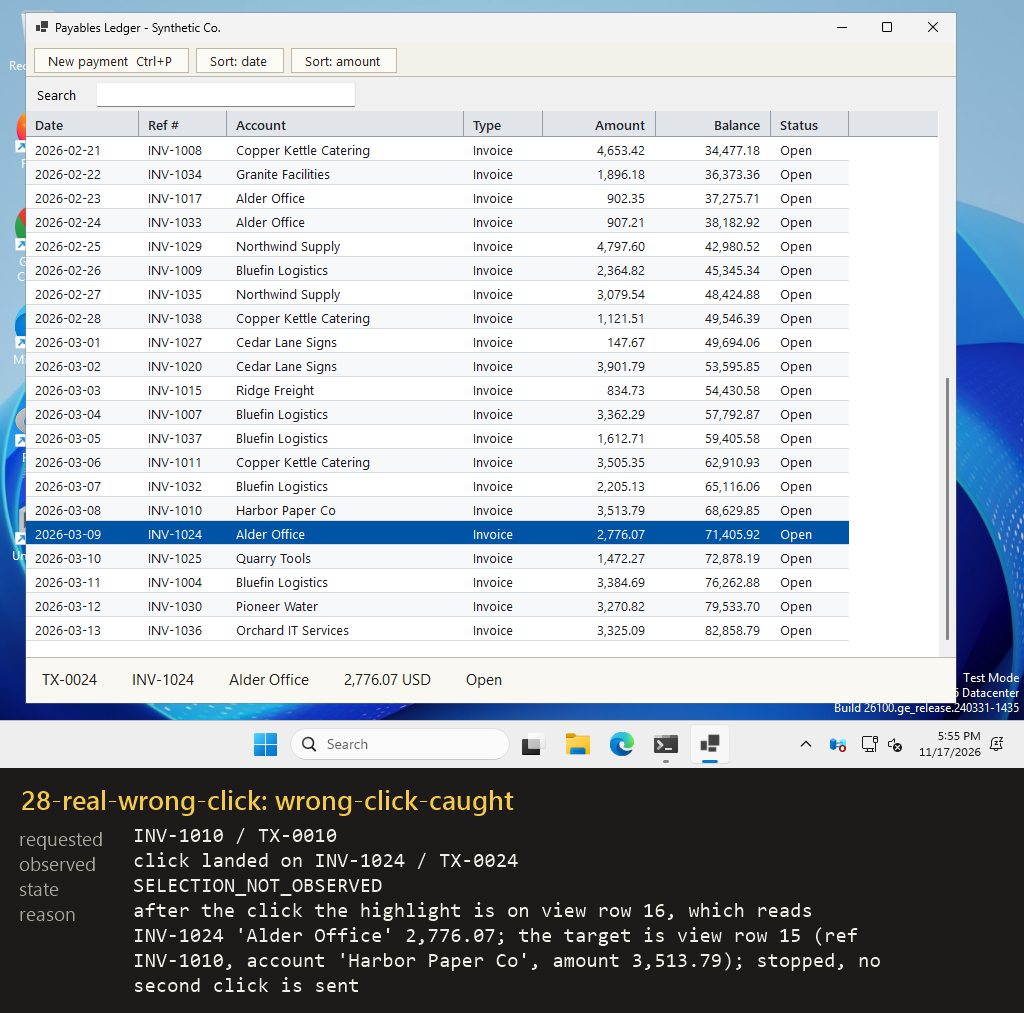 Payables Ledger - Synthetic Co.
New payment Ctrl+P Sort: date Sort: amount
Search
Date Ref # Account Type Amount Balance Status
2026-02-21 INV-1008 Copper Kettle Catering Invoice 4,653.42 34,477.18 Open
2026-02-22 INV-1034 Granite Facilities Invoice 1,896.18 36,373.36 Open
2026-02-23 INV-1017 Alder Office Invoice 902.35 37,275.71 Open
2026-02-24 INV-1033 Alder Office Invoice 907.21 38,182.92 Open
2026-02-25 INV-1029 Northwind Supply Invoice 4,797.60 42,980.52 Open
2026-02-26 INV-1009 Bluefin Logistics Invoice 2,364.82 45,345.34 Open
2026-02-27 INV-1035 Northwind Supply Invoice 3,079.54 48,424.88 Open
2026-02-28 INV-1038 Copper Kettle Catering Invoice 1,121.51 49,546.39 Open
2026-03-01 INV-1027 Cedar Lane Signs Invoice 147.67 49,694.06 Open
2026-03-02 INV-1020 Cedar Lane Signs Invoice 3,901.79 53,595.85 Open
2026-03-03 INV-1015 Ridge Freight Invoice 834.73 54,430.58 Open
2026-03-04 INV-1007 Bluefin Logistics Invoice 3,362.29 57,792.87 Open
2026-03-05 INV-1037 Bluefin Logistics Invoice 1,612.71 59,405.58 Open
2026-03-06 INV-1011 Copper Kettle Catering Invoice 3,505.35 62,910.93 Open
2026-03-07 INV-1032 Bluefin Logistics Invoice 2,205.13 65,116.06 Open
2026-03-08 INV-1010 Harbor Paper Co Invoice 3,513.79 68,629.85 Open
2026-03-09 INV-1024 Alder Office Invoice 2,776.07 71,405.92 Open
2026-03-10 INV-1025 Quarry Tools Invoice 1,472.27 72,878.19 Open
2026-03-11 INV-1004 Bluefin Logistics Invoice 3,384.69 76,262.88 Open
2026-03-12 INV-1030 Pioneer Water Invoice 3,270.82 79,533.70 Open
2026-03-13 INV-1036 Orchard IT Services Invoice 3,325.09 82,858.79 Open
TX-0024 INV-1024 Alder Office 2,776.07 USD Open
Test Mode
Datacenter
Build 26100.ge_release.240331-1435
Search
5:55 PM
11/17/2026
28-real-wrong-click: wrong-click-caught
requested INV-1010 / TX-0010
observed click landed on INV-1024 / TX-0024
state SELECTION_NOT_OBSERVED
reason after the click the highlight is on view row 16, which reads
INV-1024 'Alder Office' 2,776.07; the target is view row 15 (ref
INV-1010, account 'Harbor Paper Co', amount 3,513.79); stopped, no
second click is sent